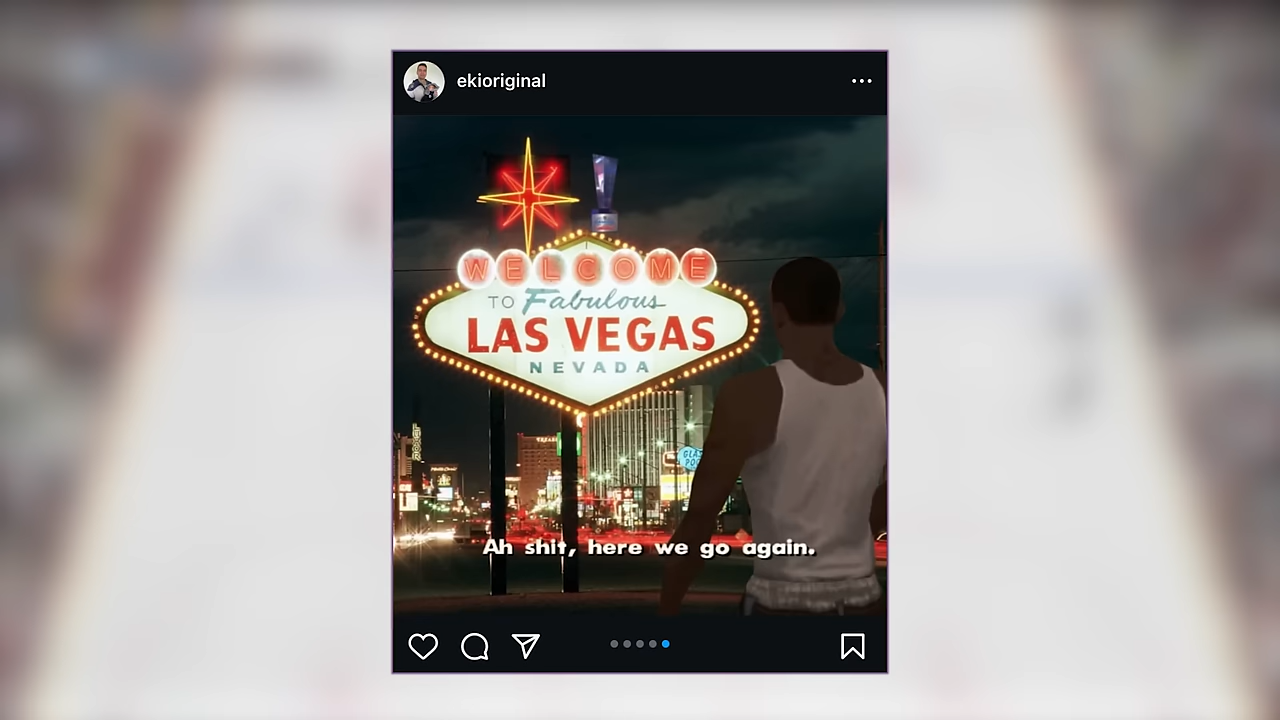 ekioriginal
WELCOME
TO Fabulous
LAS VEGAS
NEVADA
Ah shit, here we go again.